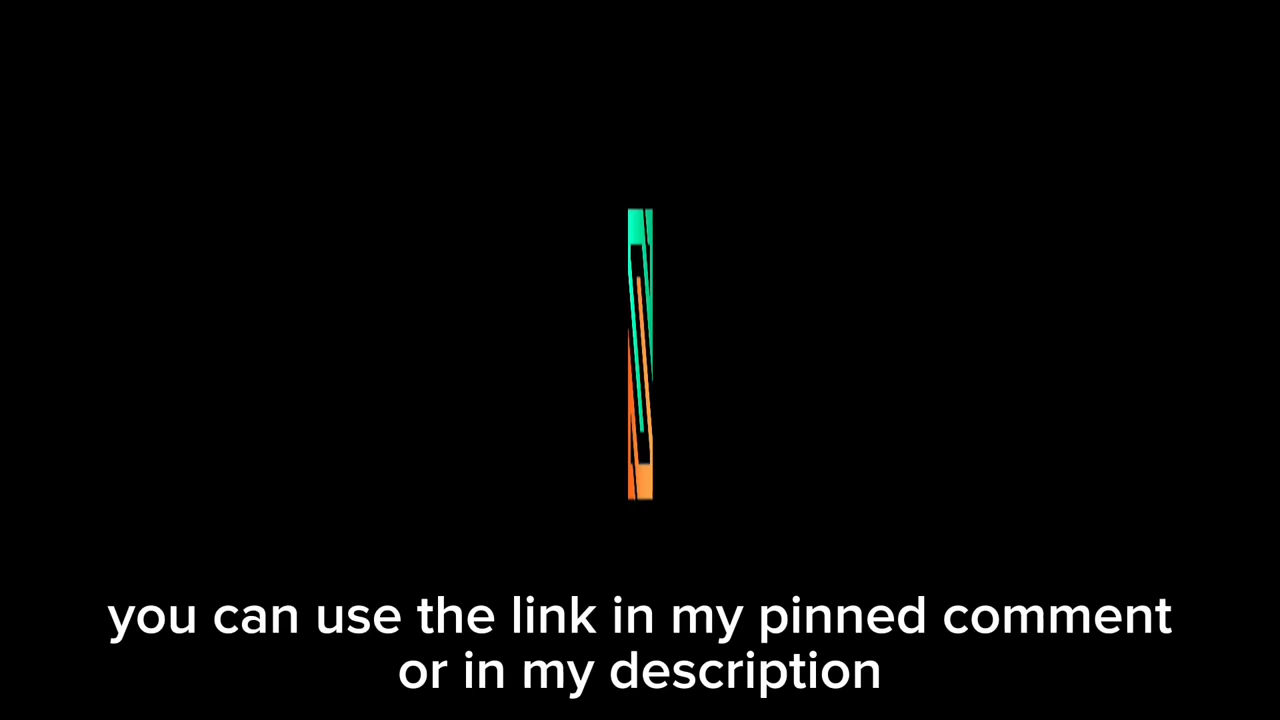 you can use the link in my pinned comment
or in my description